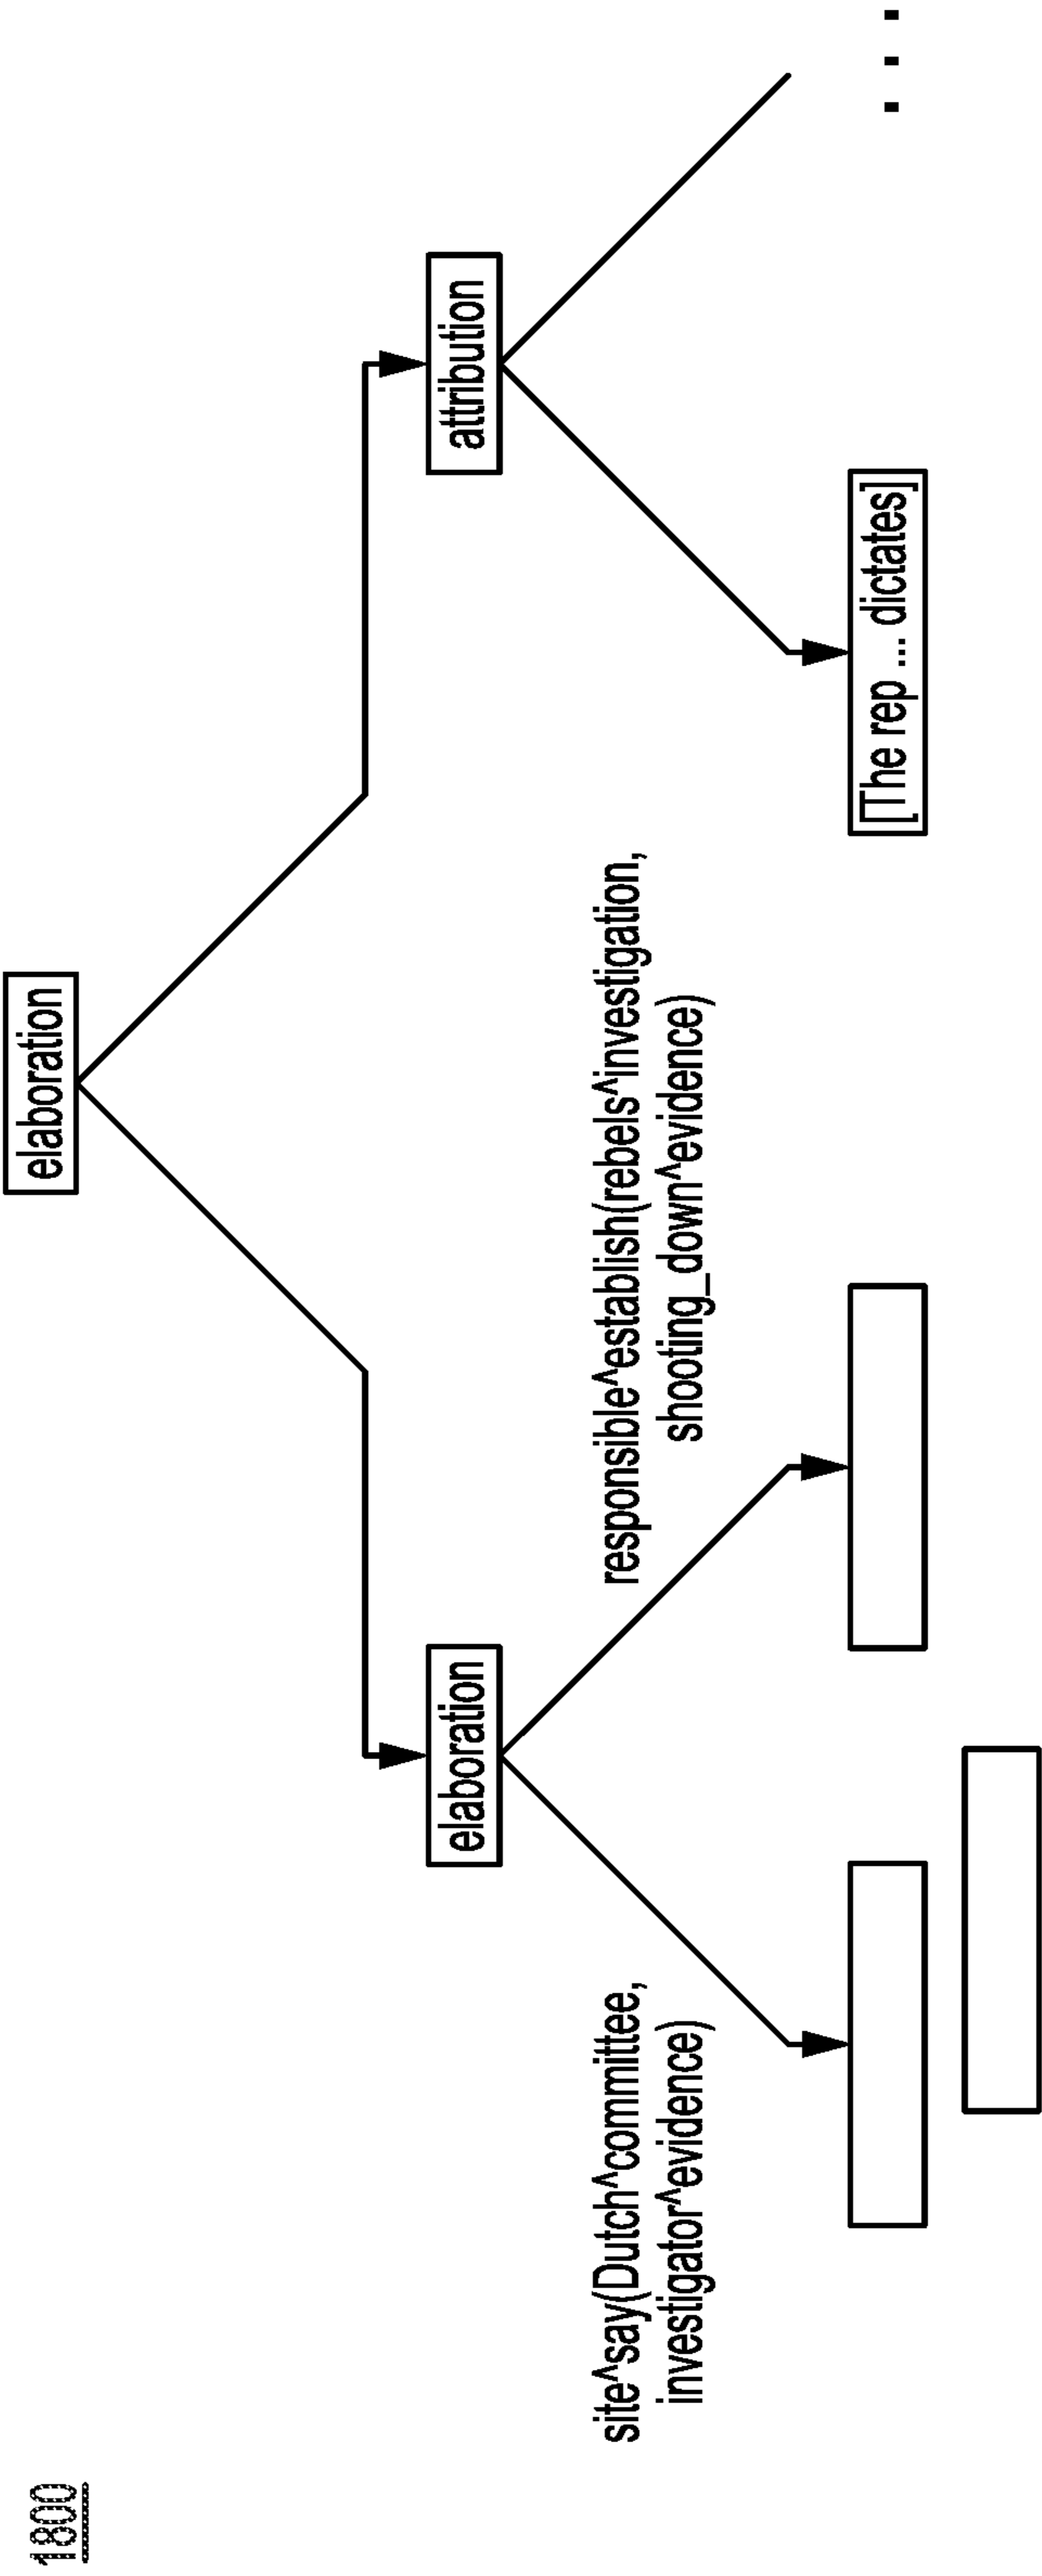 1800
elaboration
elaboration
attribution
site^say(Dutch^committee,
investigator^evidence)
responsible^establish(rebels^investigation,
shooting_down^evidence)
[The rep ... dictates]
. . .